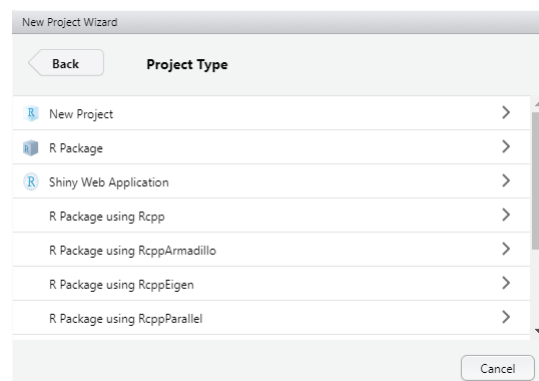 New Project Wizard
Back Project Type
R New Project
R R Package
R Shiny Web Application
R Package using Rcpp
R Package using RcppArmadillo
R Package using RcppEigen
R Package using RcppParallel
Cancel